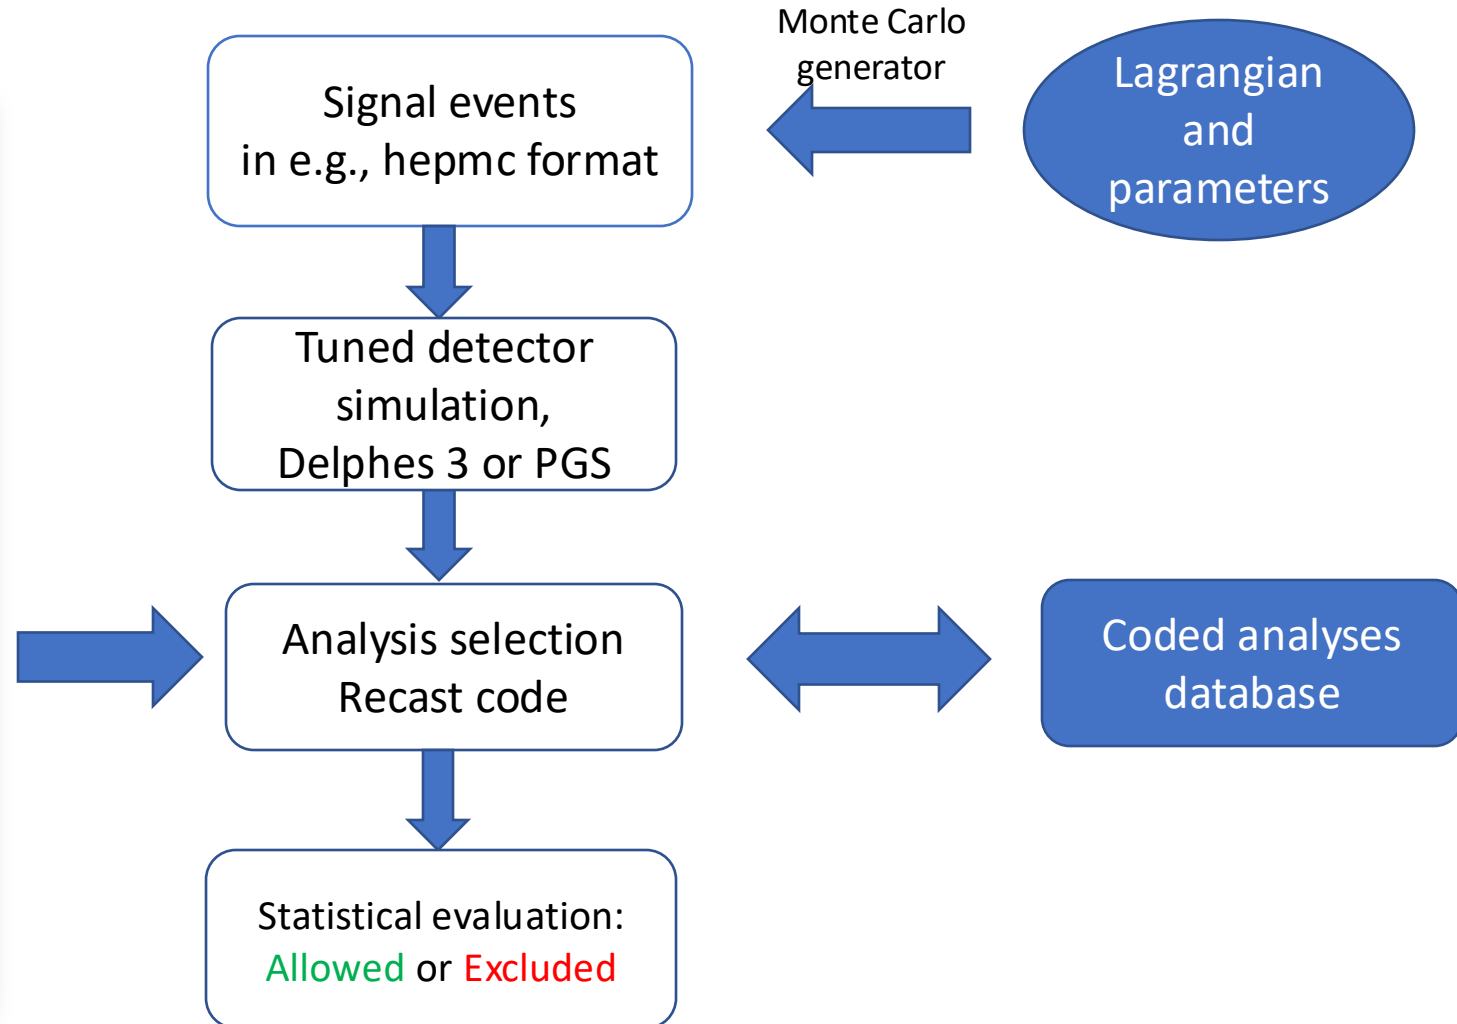 Monte Carlo
generator
Signal events
in e.g., hepmc format
Lagrangian
and
parameters
Tuned detector
simulation,
Delphes 3 or PGS
Analysis selection
Recast code
Coded analyses
database
Statistical evaluation:
Allowed or Excluded